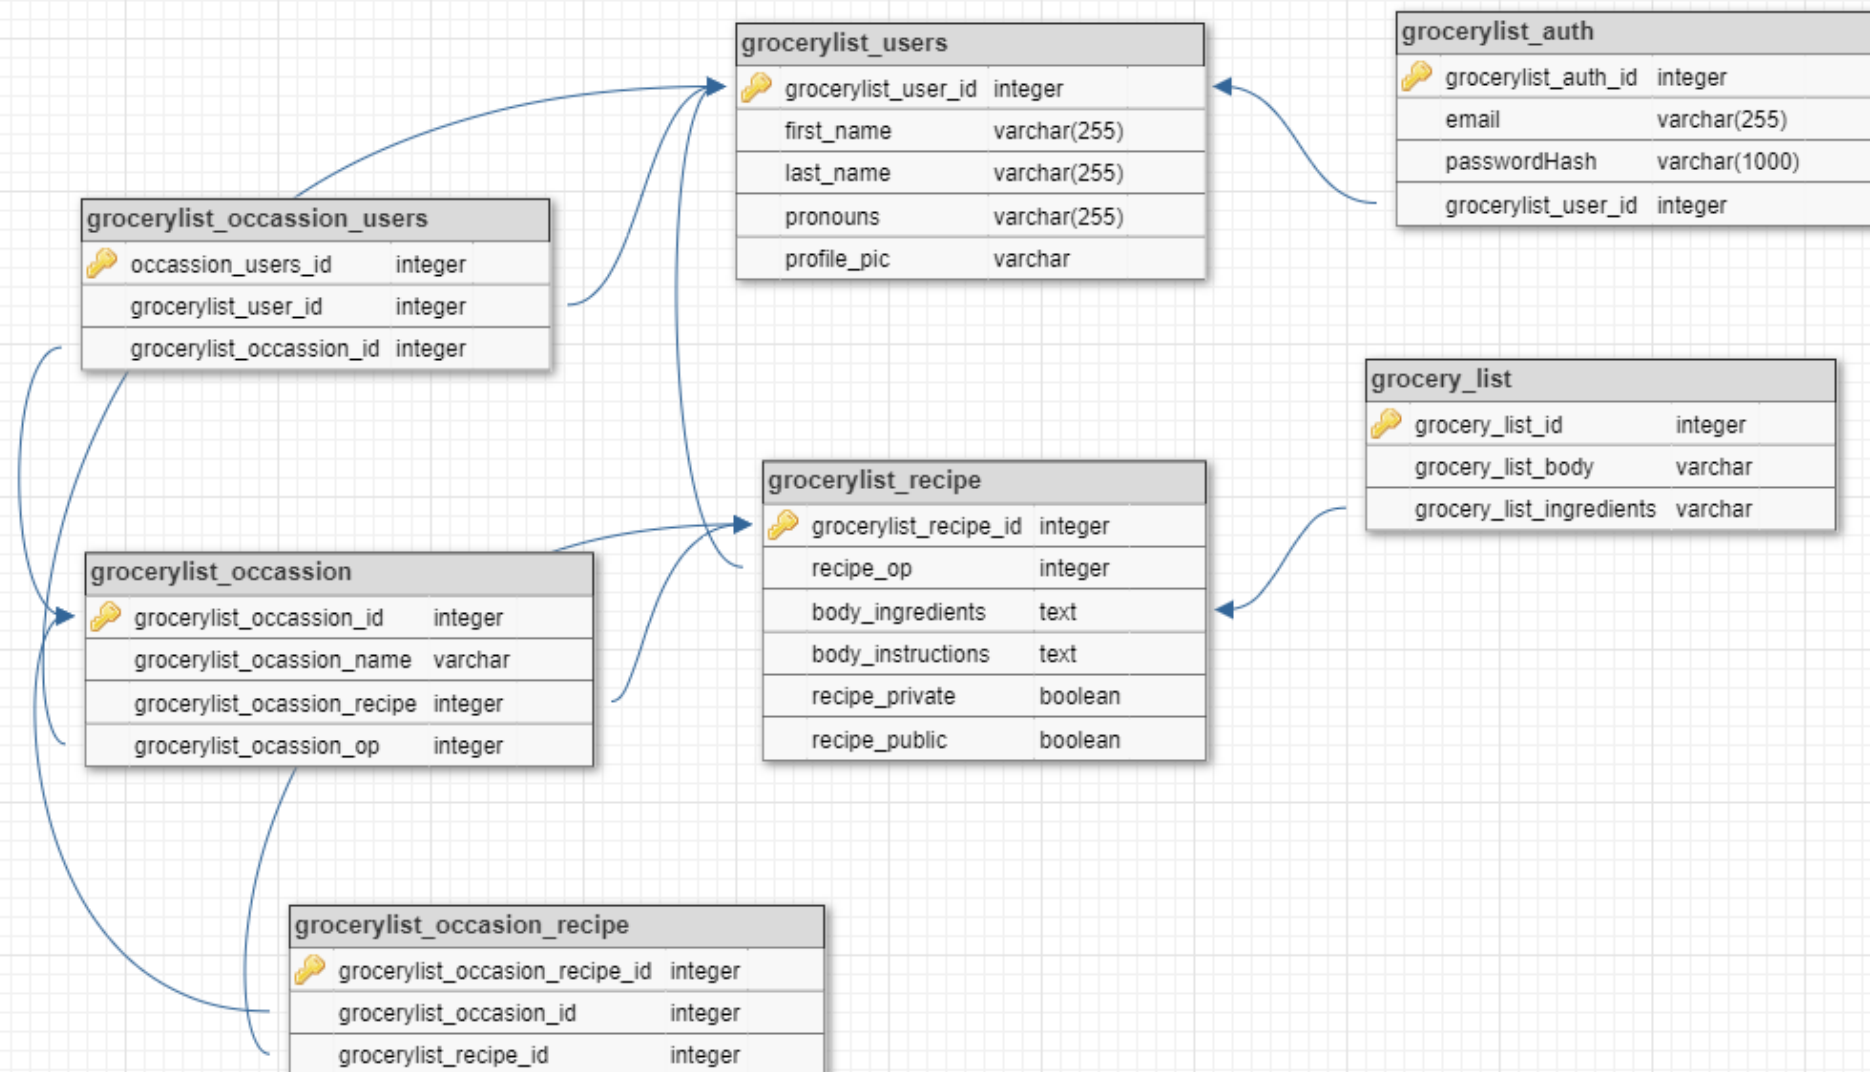 grocerylist_users
grocerylist_user_id integer
first_name varchar(255)
last_name varchar(255)
pronouns varchar(255)
profile_pic varchar
grocerylist_auth
grocerylist_auth_id integer
email varchar(255)
passwordHash varchar(1000)
grocerylist_user_id integer
grocerylist_occassion_users
occassion_users_id integer
grocerylist_user_id integer
grocerylist_occassion_id integer
grocery_list
grocery_list_id integer
grocery_list_body varchar
grocery_list_ingredients varchar
grocerylist_recipe
grocerylist_recipe_id integer
recipe_op integer
body_ingredients text
body_instructions text
recipe_private boolean
recipe_public boolean
grocerylist_occassion
grocerylist_occassion_id integer
grocerylist_ocassion_name varchar
grocerylist_ocassion_recipe integer
grocerylist_ocassion_op integer
grocerylist_occasion_recipe
grocerylist_occasion_recipe_id integer
grocerylist_occasion_id integer
grocerylist_recipe_id integer